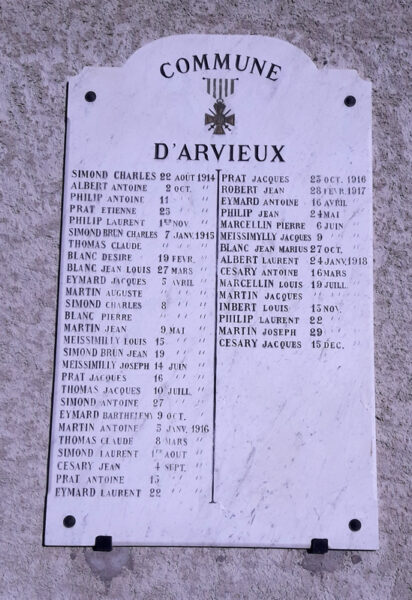 COMMUNE
D'ARVIEUX
SIMOND CHARLES 22 AOUT 1914
ALBERT ANTOINE 2 OCT. "
PHILIP ANTOINE 11 " "
PRAT ETIENNE 23 " "
PHILIP LAURENT 1er NOV "
SIMOND BRUN CHARLES 7 JANV. 1915
THOMAS CLAUDE " " "
BLANC DESIRE 19 FEVR. "
BLANC JEAN LOUIS 27 MARS "
EYMARD JACQUES 5 AVRIL "
MARTIN AUGUSTE " " "
SIMOND CHARLES 8 " "
BLANC PIERRE " " "
MARTIN JEAN 9 MAI "
MEISSIMILLY LOUIS 15 " "
SIMOND BRUN JEAN 19 " "
MEISSIMILLY JOSEPH 14 JUIN "
PRAT JACQUES 16 " "
THOMAS JACQUES 10 JUILL "
SIMOND ANTOINE 27 " "
EYMARD BARTHELEMY 9 OCT. "
MARTIN ANTOINE 5 JANV. 1916
THOMAS CLAUDE 8 MARS "
SIMOND LAURENT 1er AOUT "
CESARY JEAN 4 SEPT. "
PRAT ANTOINE 15 " "
EYMARD LAURENT 22 " "
PRAT JACQUES 25 OCT. 1916
ROBERT JEAN 28 FEVR. 1917
EYMARD ANTOINE 16 AVRIL "
PHILIP JEAN 24 MAI "
MARCELLIN PIERRE 6 JUIN "
MEISSIMILLY JACQUES 9 " "
BLANC JEAN MARIUS 27 OCT. "
ALBERT LAURENT 24 JANV. 1918
CESARY ANTOINE 16 MARS "
MARCELLIN LOUIS 19 JUILL. "
MARTIN JACQUES " " "
IMBERT LOUIS 13 NOV. "
PHILIP LAURENT 22 " "
MARTIN JOSEPH 29 " "
CESARY JACQUES 15 DEC. "